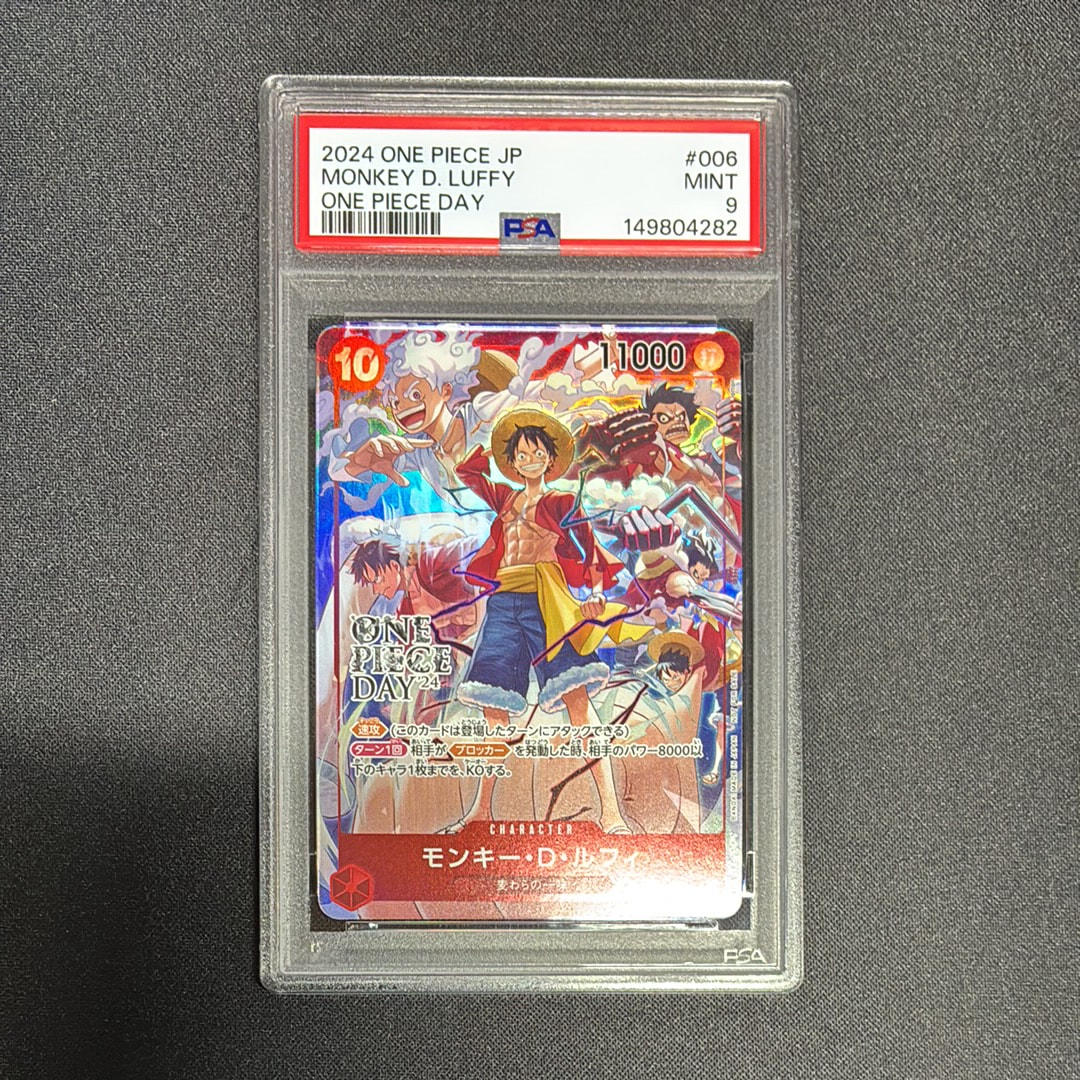 2024 ONE PIECE JP #006
MONKEY D. LUFFY MINT
ONE PIECE DAY 9
PSA 149804282
10 11000 打
ONE
PIECE
DAY '24
速攻 (このカードは登場したターンにアタックできる)
ターン1回 相手が ブロッカー を発動した時、相手のパワー8000以
下のキャラ1枚までを、KOする。
CHARACTER
モンキー・D・ルフィ
麦わらの一味
PSA